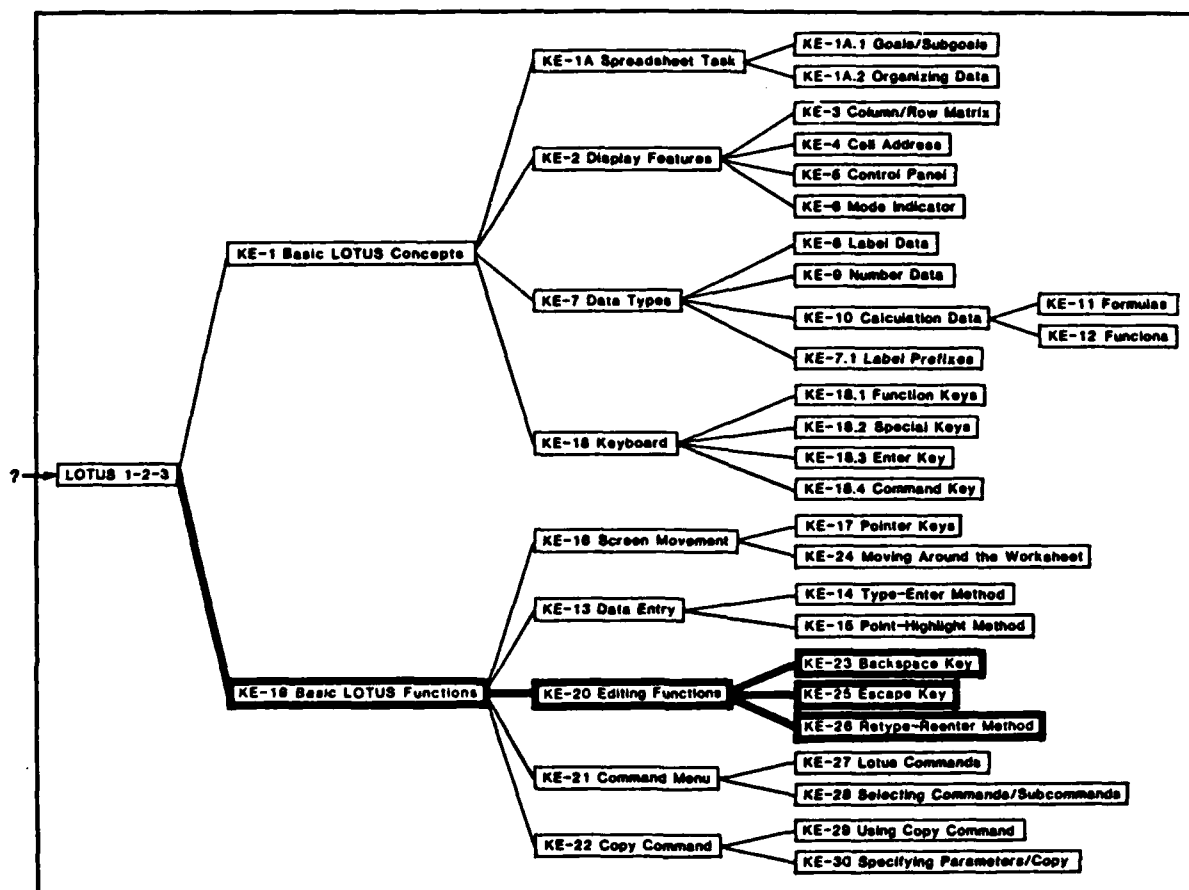 KE-1A.1 Goals/Subgoals
KE-1A Spreadsheet Task
KE-1A.2 Organizing Data
KE-3 Column/Row Matrix
KE-4 Cell Address
KE-2 Display Features
KE-5 Control Panel
KE-6 Mode Indicator
KE-1 Basic LOTUS Concepts
KE-8 Label Data
KE-9 Number Data
KE-7 Data Types
KE-10 Calculation Data
KE-11 Formulas
KE-12 Funcions
KE-7.1 Label Prefixes
KE-18.1 Function Keys
KE-18.2 Special Keys
KE-18 Keyboard
KE-18.3 Enter Key
KE-18.4 Command Key
? LOTUS 1-2-3
KE-17 Pointer Keys
KE-16 Screen Movement
KE-24 Moving Around the Worksheet
KE-14 Type-Enter Method
KE-13 Data Entry
KE-15 Point-Highlight Method
KE-23 Backspace Key
KE-19 Basic LOTUS Functions
KE-20 Editing Functions
KE-25 Escape Key
KE-26 Retype-Reenter Method
KE-27 Lotus Commands
KE-21 Command Menu
KE-28 Selecting Commands/Subcommands
KE-29 Using Copy Command
KE-22 Copy Command
KE-30 Specifying Parameters/Copy